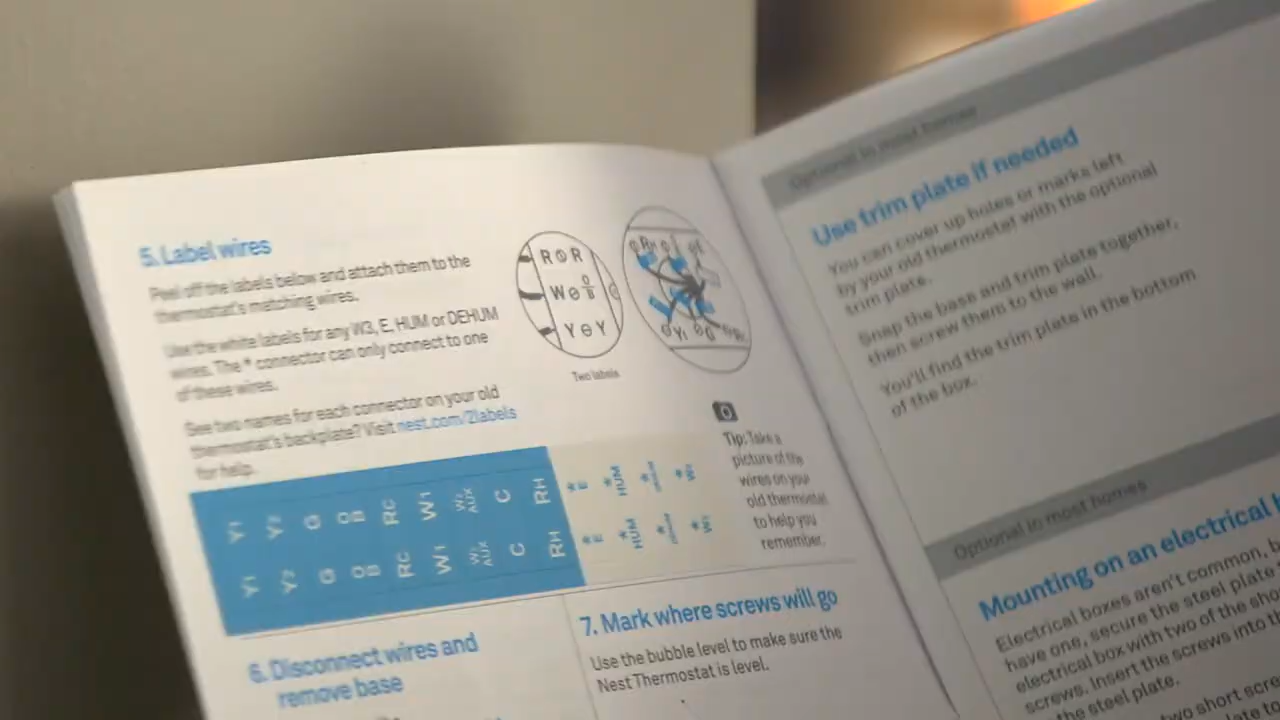 5. Label wires
Peel off the labels below and attach them to the
thermostat's matching wires.
Use the white labels for any W3, E, HUM or DEHUM
wires. The * connector can only connect to one
of these wires.
See two names for each connector on your old
thermostat's backplate? Visit nest.com/2labels
for help.
R R
W O B
Y Y
Two labels
Tip: Take a
picture of the
wires on your
old thermostat
to help you
remember.
Y1 Y2 G O B RC W1 W2 AUX C RH * E * HUM * * W3
Y1 Y2 G O B RC W1 W2 AUX C RH * E * HUM * * W3
6. Disconnect wires and
remove base
7. Mark where screws will go
Use the bubble level to make sure the
Nest Thermostat is level.
Optional in most homes
Use trim plate if needed
You can cover up holes or marks left
by your old thermostat with the optional
trim plate.
Snap the base and trim plate together,
then screw them to the wall.
You'll find the trim plate in the bottom
of the box.
Optional in most homes
Mounting on an electrical
Electrical boxes aren't common,
have one, secure the steel plate
electrical box with two of the
screws. Insert the screws into
the steel plate.
two short